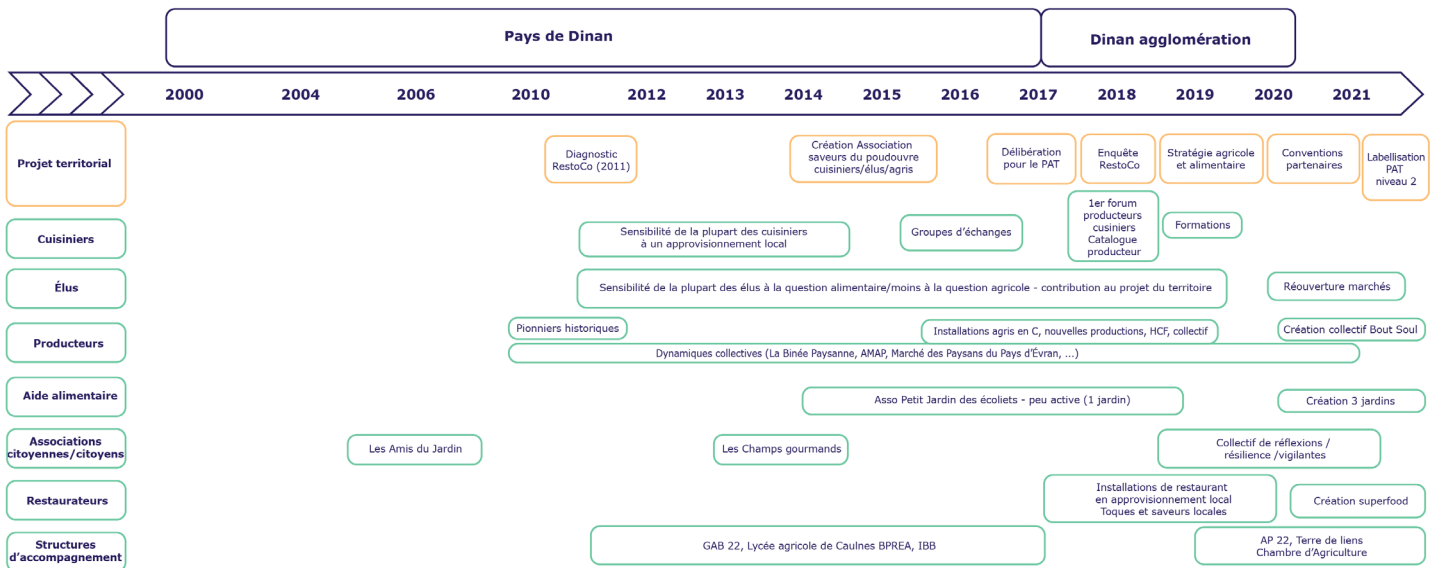 Pays de Dinan
Dinan agglomération
2000 2004 2006 2010 2012 2013 2014 2015 2016 2017 2018 2019 2020 2021
Projet territorial
Diagnostic
RestoCo (2011)
Création Association
saveurs du poudouvre
cuisiniers/élus/agris
Délibération
pour le PAT
Enquête
RestoCo
Stratégie agricole
et alimentaire
Conventions
partenaires
Labellisation
PAT
niveau 2
Cuisiniers
Sensibilité de la plupart des cuisiniers
à un approvisionnement local
Groupes d'échanges
1er forum
producteurs
cusiniers
Catalogue
producteur
Formations
Élus
Sensibilité de la plupart des élus à la question alimentaire/moins à la question agricole - contribution au projet du territoire
Réouverture marchés
Producteurs
Pionniers historiques
Installations agris en C, nouvelles productions, HCF, collectif
Création collectif Bout Soul
Dynamiques collectives (La Binée Paysanne, AMAP, Marché des Paysans du Pays d'Évran, ...)
Aide alimentaire
Asso Petit Jardin des écoliets - peu active (1 jardin)
Création 3 jardins
Associations
citoyennes/citoyens
Les Amis du Jardin
Les Champs gourmands
Collectif de réflexions /
résilience /vigilantes
Restaurateurs
Installations de restaurant
en approvisionnement local
Toques et saveurs locales
Création superfood
Structures
d'accompagnement
GAB 22, Lycée agricole de Caulnes BPREA, IBB
AP 22, Terre de liens
Chambre d'Agriculture